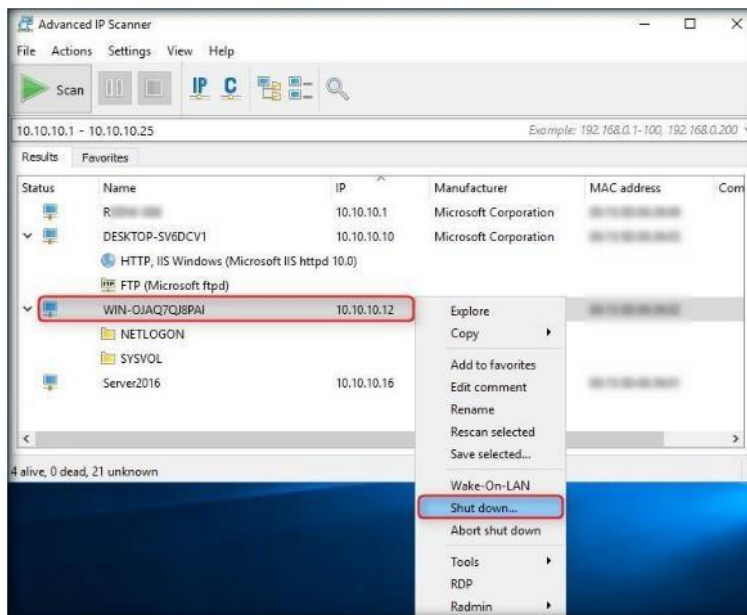 Advanced IP Scanner
File Actions Settings View Help
Scan IP C
10.10.10.1 - 10.10.10.25 Example: 192.168.0.1-100, 192.168.0.200
Results Favorites
Status Name IP Manufacturer MAC address Com
R 10.10.10.1 Microsoft Corporation
DESKTOP-SV6DCV1 10.10.10.10 Microsoft Corporation
HTTP, IIS Windows (Microsoft IIS httpd 10.0)
FTP (Microsoft ftpd)
WIN-OJAQ7QJ8PAI 10.10.10.12
NETLOGON
SYSVOL
Server2016 10.10.10.16
4 alive, 0 dead, 21 unknown
Explore
Copy
Add to favorites
Edit comment
Rename
Rescan selected
Save selected...
Wake-On-LAN
Shut down...
Abort shut down
Tools
RDP
Radmin